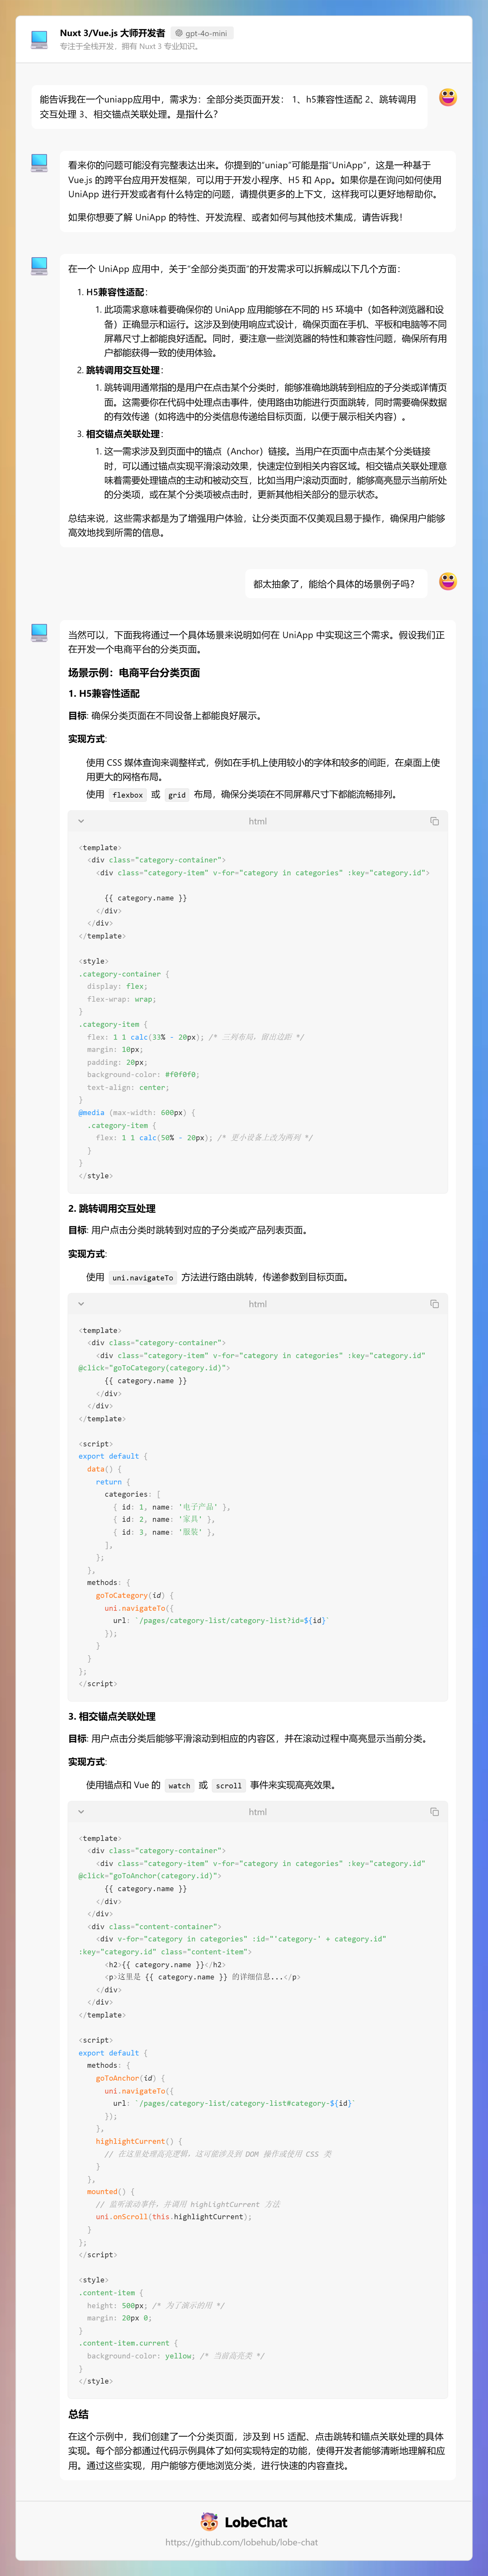 Nuxt 3/Vue.js 大师开发者 gpt-4o-mini
专注于全栈开发，拥有 Nuxt 3 专业知识。
能告诉我在一个uniapp应用中，需求为：全部分类页面开发： 1、h5兼容性适配 2、跳转调用
交互处理 3、相交锚点关联处理。是指什么？
看来你的问题可能没有完整表达出来。你提到的“uniap”可能是指“UniApp”，这是一种基于
Vue.js 的跨平台应用开发框架，可以用于开发小程序、H5 和 App。如果你是在询问如何使用
UniApp 进行开发或者有什么特定的问题，请提供更多的上下文，这样我可以更好地帮助你。
如果你想要了解 UniApp 的特性、开发流程、或者如何与其他技术集成，请告诉我！
在一个 UniApp 应用中，关于“全部分类页面”的开发需求可以拆解成以下几个方面：
1. H5兼容性适配：
1. 此项需求意味着要确保你的 UniApp 应用能够在不同的 H5 环境中（如各种浏览器和设
备）正确显示和运行。这涉及到使用响应式设计，确保页面在手机、平板和电脑等不同
屏幕尺寸上都能良好适配。同时，要注意一些浏览器的特性和兼容性问题，确保所有用
户都能获得一致的使用体验。
2. 跳转调用交互处理：
1. 跳转调用通常指的是用户在点击某个分类时，能够准确地跳转到相应的子分类或详情页
面。这需要你在代码中处理点击事件，使用路由功能进行页面跳转，同时需要确保数据
的有效传递（如将选中的分类信息传递给目标页面，以便于展示相关内容）。
3. 相交锚点关联处理：
1. 这一需求涉及到页面中的锚点（Anchor）链接。当用户在页面中点击某个分类链接
时，可以通过锚点实现平滑滚动效果，快速定位到相关内容区域。相交锚点关联处理意
味着需要处理锚点的主动和被动交互，比如当用户滚动页面时，能够高亮显示当前所处
的分类项，或在某个分类项被点击时，更新其他相关部分的显示状态。
总结来说，这些需求都是为了增强用户体验，让分类页面不仅美观且易于操作，确保用户能够
高效地找到所需的信息。
都太抽象了，能给个具体的场景例子吗？
当然可以，下面我将通过一个具体场景来说明如何在 UniApp 中实现这三个需求。假设我们正
在开发一个电商平台的分类页面。
场景示例：电商平台分类页面
1. H5兼容性适配
目标: 确保分类页面在不同设备上都能良好展示。
实现方式:
使用 CSS 媒体查询来调整样式，例如在手机上使用较小的字体和较多的间距，在桌面上使
用更大的网格布局。
使用 flexbox 或 grid 布局，确保分类项在不同屏幕尺寸下都能流畅排列。
html
<template>
<div class="category-container">
<div class="category-item" v-for="category in categories" :key="category.id">
{{ category.name }}
</div>
</div>
</template>
<style>
.category-container {
display: flex;
flex-wrap: wrap;
}
.category-item {
flex: 1 1 calc(33% - 20px); /* 三列布局，留出边距 */
margin: 10px;
padding: 20px;
background-color: #f0f0f0;
text-align: center;
}
@media (max-width: 600px) {
.category-item {
flex: 1 1 calc(50% - 20px); /* 更小设备上改为两列 */
}
}
</style>
2. 跳转调用交互处理
目标: 用户点击分类时跳转到对应的子分类或产品列表页面。
实现方式:
使用 uni.navigateTo 方法进行路由跳转，传递参数到目标页面。
html
<template>
<div class="category-container">
<div class="category-item" v-for="category in categories" :key="category.id"
@click="goToCategory(category.id)">
{{ category.name }}
</div>
</div>
</template>
<script>
export default {
data() {
return {
categories: [
{ id: 1, name: '电子产品' },
{ id: 2, name: '家具' },
{ id: 3, name: '服装' },
],
};
},
methods: {
goToCategory(id) {
uni.navigateTo({
url: `/pages/category-list/category-list?id=${id}`
});
}
}
};
</script>
3. 相交锚点关联处理
目标: 用户点击分类后能够平滑滚动到相应的内容区，并在滚动过程中高亮显示当前分类。
实现方式:
使用锚点和 Vue 的 watch 或 scroll 事件来实现高亮效果。
html
<template>
<div class="category-container">
<div class="category-item" v-for="category in categories" :key="category.id"
@click="goToAnchor(category.id)">
{{ category.name }}
</div>
</div>
<div class="content-container">
<div v-for="category in categories" :id="'category-' + category.id"
:key="category.id" class="content-item">
<h2>{{ category.name }}</h2>
<p>这里是 {{ category.name }} 的详细信息...</p>
</div>
</div>
</template>
<script>
export default {
methods: {
goToAnchor(id) {
uni.navigateTo({
url: `/pages/category-list/category-list#category-${id}`
});
},
highlightCurrent() {
// 在这里处理高亮逻辑，这可能涉及到 DOM 操作或使用 CSS 类
}
},
mounted() {
// 监听滚动事件，并调用 highlightCurrent 方法
uni.onScroll(this.highlightCurrent);
}
};
</script>
<style>
.content-item {
height: 500px; /* 为了演示的用 */
margin: 20px 0;
}
.content-item.current {
background-color: yellow; /* 当前高亮类 */
}
</style>
总结
在这个示例中，我们创建了一个分类页面，涉及到 H5 适配、点击跳转和锚点关联处理的具体
实现。每个部分都通过代码示例具体了如何实现特定的功能，使得开发者能够清晰地理解和应
用。通过这些实现，用户能够方便地浏览分类，进行快速的内容查找。
LobeChat
https://github.com/lobehub/lobe-chat